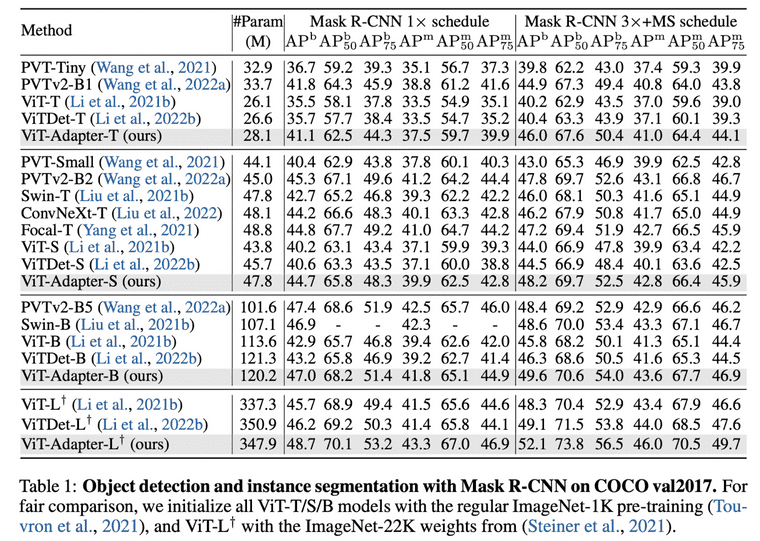 Method #Param (M) Mask R-CNN 1× schedule Mask R-CNN 3×+MS schedule
AP^b AP^b_50 AP^b_75 AP^m AP^m_50 AP^m_75 AP^b AP^b_50 AP^b_75 AP^m AP^m_50 AP^m_75
PVT-Tiny (Wang et al., 2021) 32.9 36.7 59.2 39.3 35.1 56.7 37.3 39.8 62.2 43.0 37.4 59.3 39.9
PVTv2-B1 (Wang et al., 2022a) 33.7 41.8 64.3 45.9 38.8 61.2 41.6 44.9 67.3 49.4 40.8 64.0 43.8
ViT-T (Li et al., 2021b) 26.1 35.5 58.1 37.8 33.5 54.9 35.1 40.2 62.9 43.5 37.0 59.6 39.0
ViTDet-T (Li et al., 2022b) 26.6 35.7 57.7 38.4 33.5 54.7 35.2 40.4 63.3 43.9 37.1 60.1 39.3
ViT-Adapter-T (ours) 28.1 41.1 62.5 44.3 37.5 59.7 39.9 46.0 67.6 50.4 41.0 64.4 44.1
PVT-Small (Wang et al., 2021) 44.1 40.4 62.9 43.8 37.8 60.1 40.3 43.0 65.3 46.9 39.9 62.5 42.8
PVTv2-B2 (Wang et al., 2022a) 45.0 45.3 67.1 49.6 41.2 64.2 44.4 47.8 69.7 52.6 43.1 66.8 46.7
Swin-T (Liu et al., 2021b) 47.8 42.7 65.2 46.8 39.3 62.2 42.2 46.0 68.1 50.3 41.6 65.1 44.9
ConvNeXt-T (Liu et al., 2022) 48.1 44.2 66.6 48.3 40.1 63.3 42.8 46.2 67.9 50.8 41.7 65.0 44.9
Focal-T (Yang et al., 2021) 48.8 44.8 67.7 49.2 41.0 64.7 44.2 47.2 69.4 51.9 42.7 66.5 45.9
ViT-S (Li et al., 2021b) 43.8 40.2 63.1 43.4 37.1 59.9 39.3 44.0 66.9 47.8 39.9 63.4 42.2
ViTDet-S (Li et al., 2022b) 45.7 40.6 63.3 43.5 37.1 60.0 38.8 44.5 66.9 48.4 40.1 63.6 42.5
ViT-Adapter-S (ours) 47.8 44.7 65.8 48.3 39.9 62.5 42.8 48.2 69.7 52.5 42.8 66.4 45.9
PVTv2-B5 (Wang et al., 2022a) 101.6 47.4 68.6 51.9 42.5 65.7 46.0 48.4 69.2 52.9 42.9 66.6 46.2
Swin-B (Liu et al., 2021b) 107.1 46.9 - - 42.3 - - 48.6 70.0 53.4 43.3 67.1 46.7
ViT-B (Li et al., 2021b) 113.6 42.9 65.7 46.8 39.4 62.6 42.0 45.8 68.2 50.1 41.3 65.1 44.4
ViTDet-B (Li et al., 2022b) 121.3 43.2 65.8 46.9 39.2 62.7 41.4 46.3 68.6 50.5 41.6 65.3 44.5
ViT-Adapter-B (ours) 120.2 47.0 68.2 51.4 41.8 65.1 44.9 49.6 70.6 54.0 43.6 67.7 46.9
ViT-L† (Li et al., 2021b) 337.3 45.7 68.9 49.4 41.5 65.6 44.6 48.3 70.4 52.9 43.4 67.9 46.6
ViTDet-L† (Li et al., 2022b) 350.9 46.2 69.2 50.3 41.4 65.8 44.1 49.1 71.5 53.8 44.0 68.5 47.6
ViT-Adapter-L† (ours) 347.9 48.7 70.1 53.2 43.3 67.0 46.9 52.1 73.8 56.5 46.0 70.5 49.7
Table 1: Object detection and instance segmentation with Mask R-CNN on COCO val2017. For
fair comparison, we initialize all ViT-T/S/B models with the regular ImageNet-1K pre-training (Tou-
vron et al., 2021), and ViT-L† with the ImageNet-22K weights from (Steiner et al., 2021).